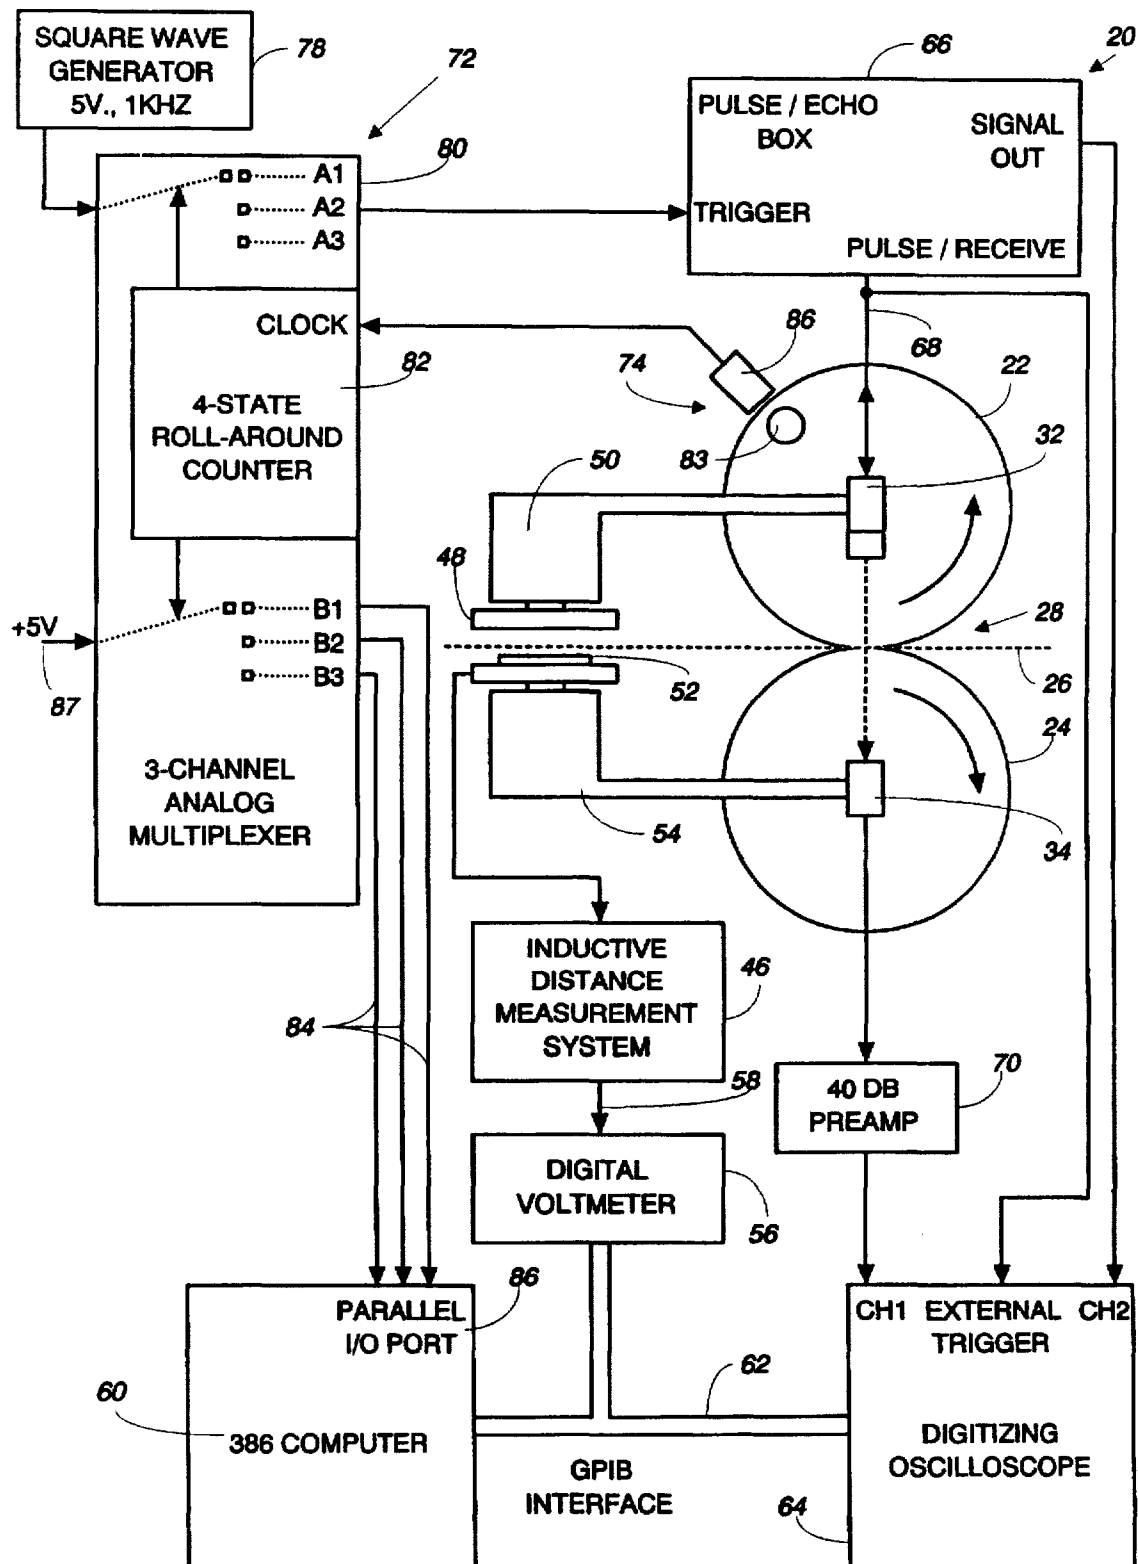 SQUARE WAVE
GENERATOR
5V., 1KHZ
78
72
66
20
PULSE / ECHO
BOX
SIGNAL
OUT
TRIGGER
PULSE / RECEIVE
80
A1
A2
A3
CLOCK
82
4-STATE
ROLL-AROUND
COUNTER
86
68
74
22
83
32
50
48
+5V
87
B1
B2
B3
28
52
26
24
3-CHANNEL
ANALOG
MULTIPLEXER
54
34
INDUCTIVE
DISTANCE
MEASUREMENT
SYSTEM
46
84
58
40 DB
PREAMP
70
DIGITAL
VOLTMETER
56
PARALLEL
I/O PORT
86
CH1
EXTERNAL
TRIGGER
CH2
60
386 COMPUTER
62
GPIB
INTERFACE
DIGITIZING
OSCILLOSCOPE
64